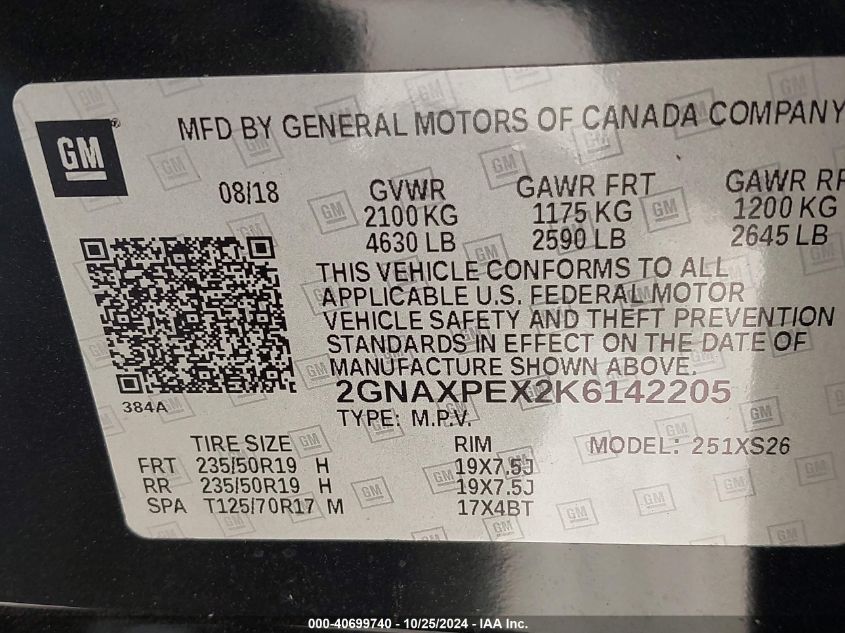 GM
MFD BY GENERAL MOTORS OF CANADA COMPANY
08/18 GVWR GAWR FRT GAWR RR
2100 KG 1175 KG 1200 KG
4630 LB 2590 LB 2645 LB
THIS VEHICLE CONFORMS TO ALL
APPLICABLE U.S. FEDERAL MOTOR
VEHICLE SAFETY AND THEFT PREVENTION
STANDARDS IN EFFECT ON THE DATE OF
MANUFACTURE SHOWN ABOVE.
2GNAXPEX2K6142205
384A
TYPE: M.P.V.
TIRE SIZE RIM MODEL: 251XS26
FRT 235/50R19 H 19X7.5J
RR 235/50R19 H 19X7.5J
SPA T125/70R17 M 17X4BT
000-40699740 - 10/25/2024 - IAA Inc.